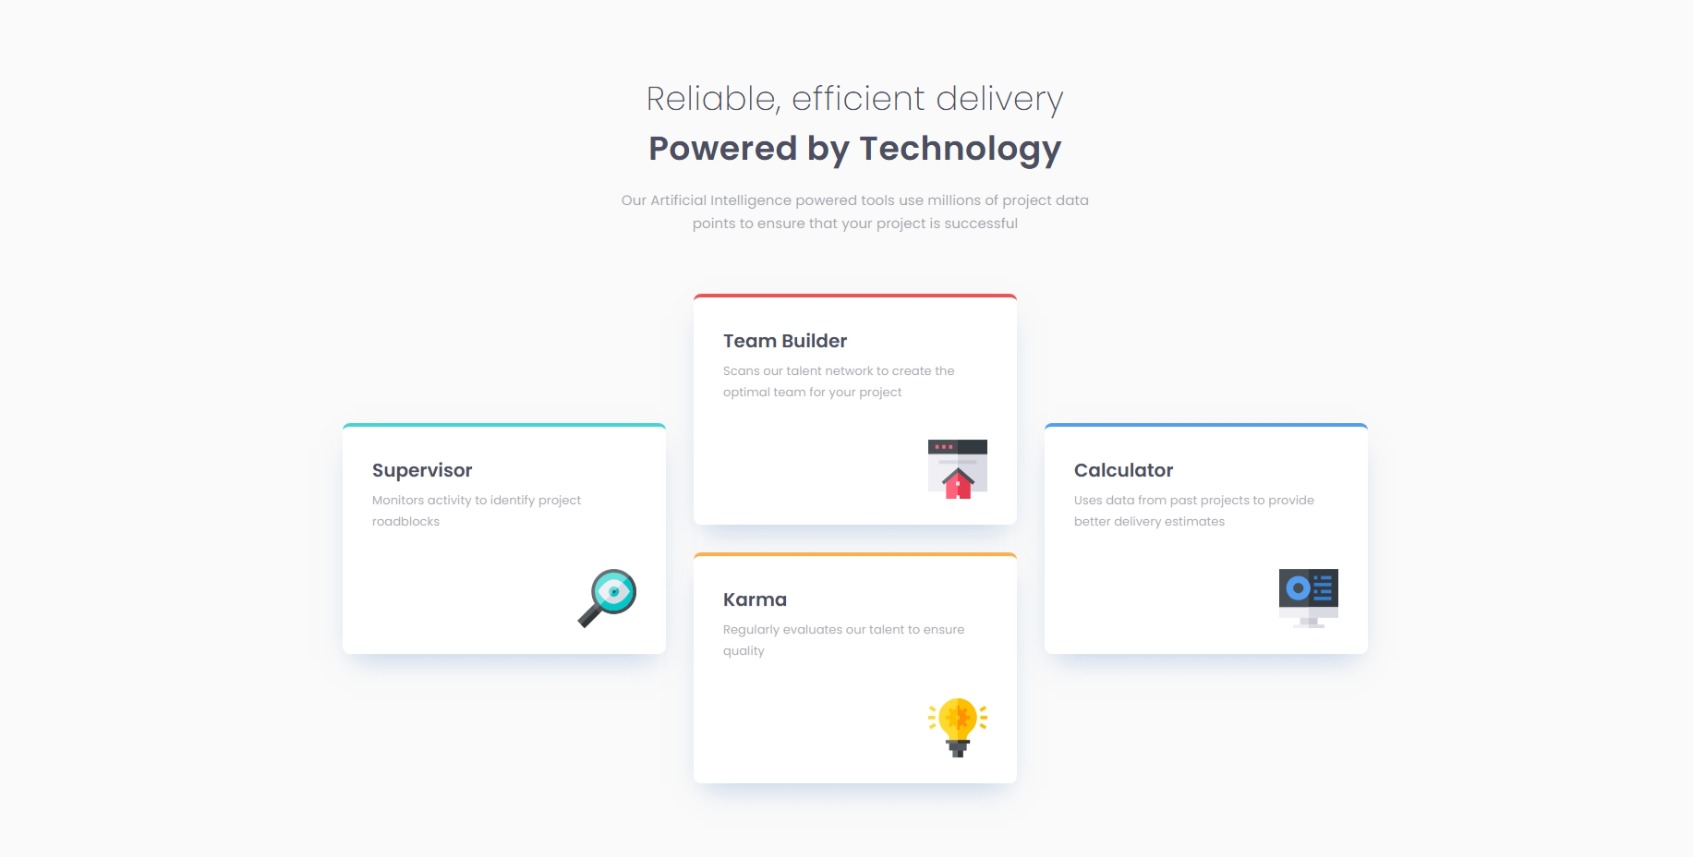 Reliable, efficient delivery
Powered by Technology
Our Artificial Intelligence powered tools use millions of project data
points to ensure that your project is successful
Supervisor
Monitors activity to identify project
roadblocks
Team Builder
Scans our talent network to create the
optimal team for your project
Karma
Regularly evaluates our talent to ensure
quality
Calculator
Uses data from past projects to provide
better delivery estimates